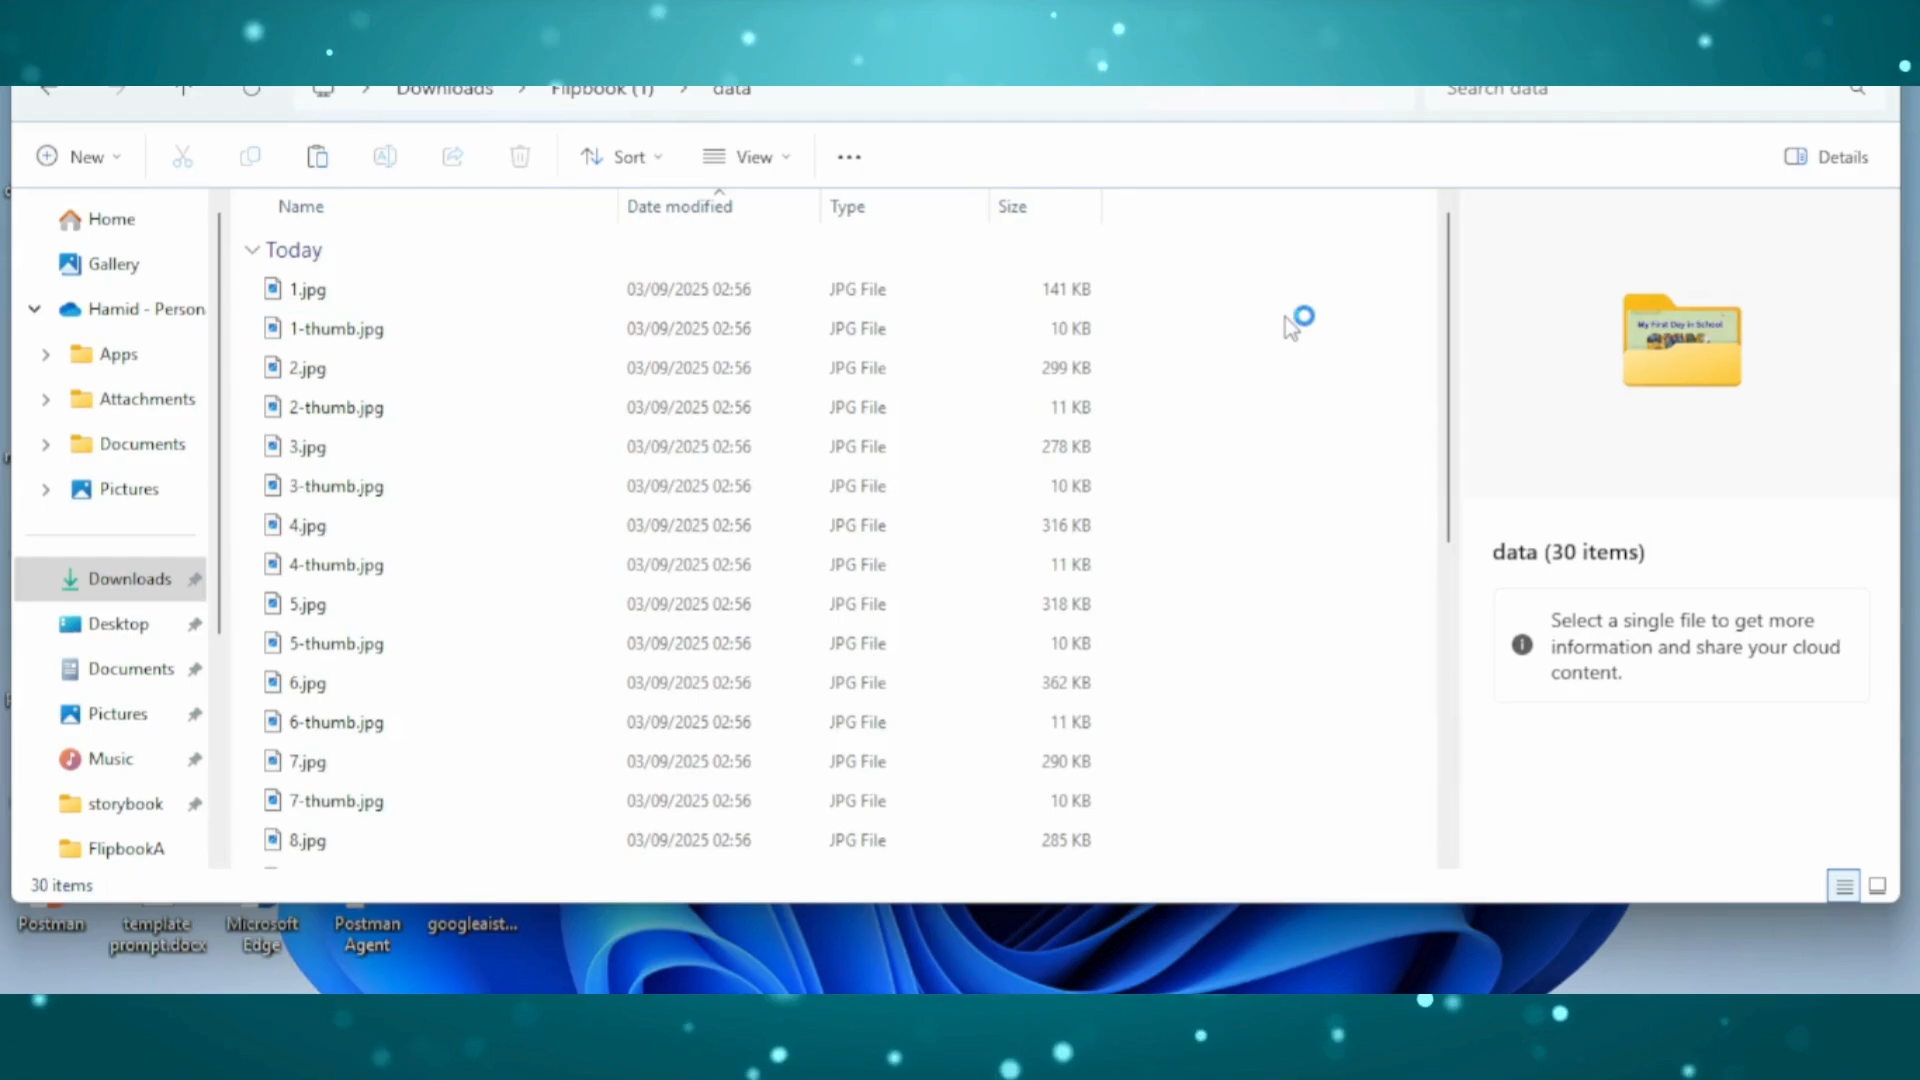 Downloads > Flipbook (1) > data
Search data
New
Sort
View
Details
Name Date modified Type Size
Home
Gallery
Hamid - Person
Apps
Attachments
Documents
Pictures
Downloads
Desktop
Documents
Pictures
Music
storybook
FlipbookA
Today
1.jpg 03/09/2025 02:56 JPG File 141 KB
1-thumb.jpg 03/09/2025 02:56 JPG File 10 KB
2.jpg 03/09/2025 02:56 JPG File 299 KB
2-thumb.jpg 03/09/2025 02:56 JPG File 11 KB
3.jpg 03/09/2025 02:56 JPG File 278 KB
3-thumb.jpg 03/09/2025 02:56 JPG File 10 KB
4.jpg 03/09/2025 02:56 JPG File 316 KB
4-thumb.jpg 03/09/2025 02:56 JPG File 11 KB
5.jpg 03/09/2025 02:56 JPG File 318 KB
5-thumb.jpg 03/09/2025 02:56 JPG File 10 KB
6.jpg 03/09/2025 02:56 JPG File 362 KB
6-thumb.jpg 03/09/2025 02:56 JPG File 11 KB
7.jpg 03/09/2025 02:56 JPG File 290 KB
7-thumb.jpg 03/09/2025 02:56 JPG File 10 KB
8.jpg 03/09/2025 02:56 JPG File 285 KB
My First Day in School
data (30 items)
Select a single file to get more
information and share your cloud
content.
30 items
Postman
template
prompt.docx
Microsoft
Edge
Postman
Agent
googleaist...